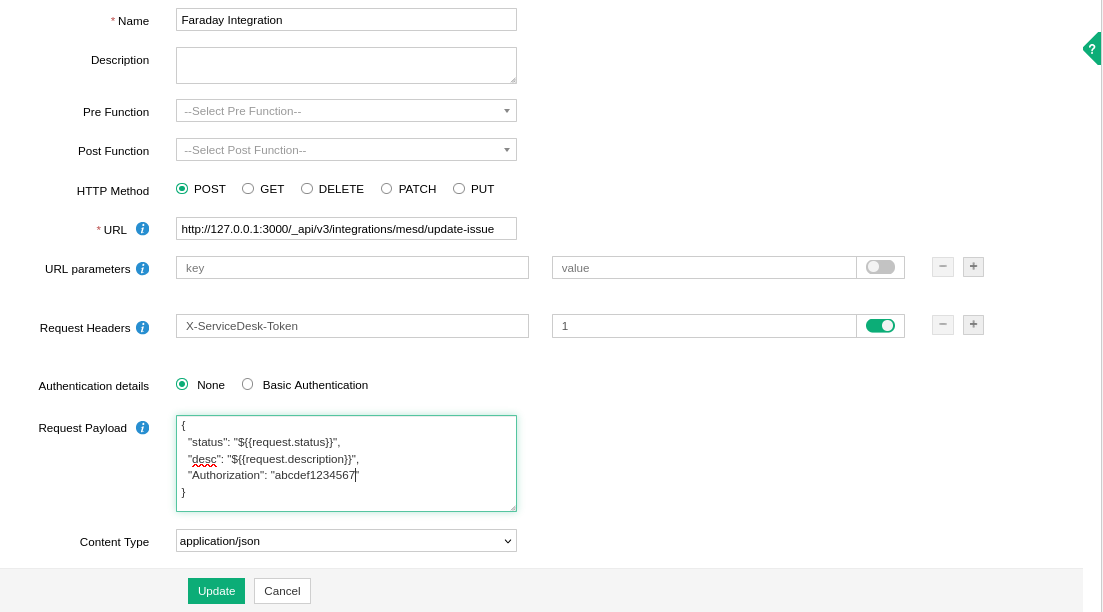 * Name Faraday Integration
Description
?
Pre Function --Select Pre Function--
Post Function --Select Post Function--
HTTP Method POST GET DELETE PATCH PUT
* URL i http://127.0.0.1:3000/_api/v3/integrations/mesd/update-issue
URL parameters i key value − +
Request Headers i X-ServiceDesk-Token 1 − +
Authentication details None Basic Authentication
Request Payload i {
"status": "${{request.status}}",
"desc": "${{request.description}}",
"Authorization": "abcdef1234567"
}
Content Type application/json
Update Cancel